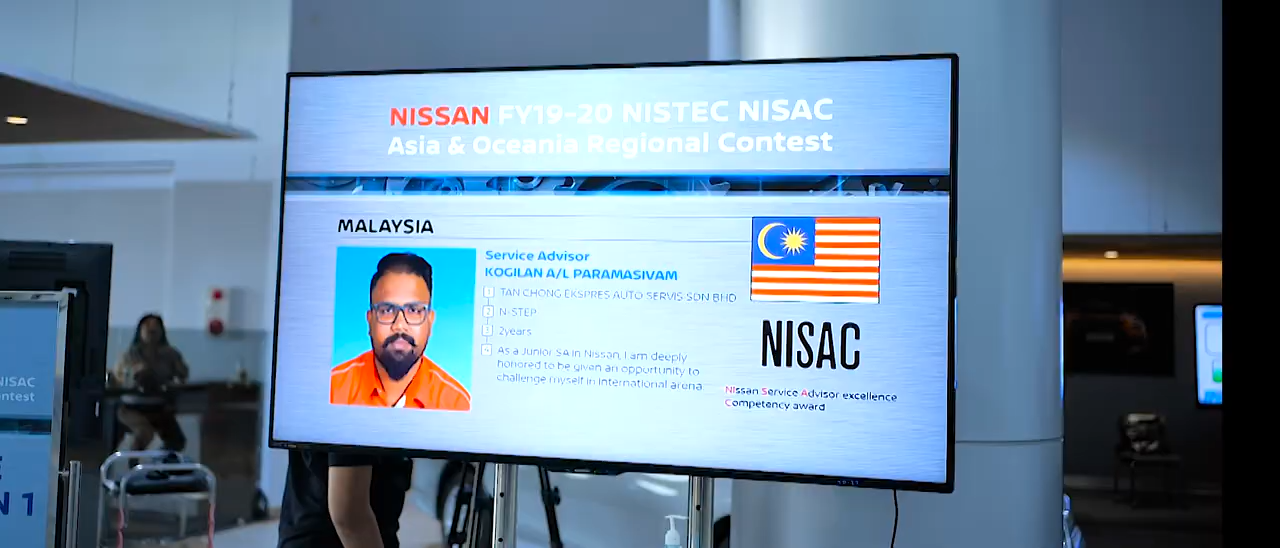 NISSAN FY19-20 NISTEC NISAC
Asia & Oceania Regional Contest
MALAYSIA
Service Advisor
KOGILAN A/L PARAMASIVAM
1 TAN CHONG EKSPRES AUTO SERVIS SDN BHD
2 N-STEP
3 2years
4 As a Junior SA in Nissan, I am deeply
honored to be given an opportunity to
challenge myself in International arena.
NISAC
Nissan Service Advisor excellence
Competency award
NISAC
ntest
E
N 1